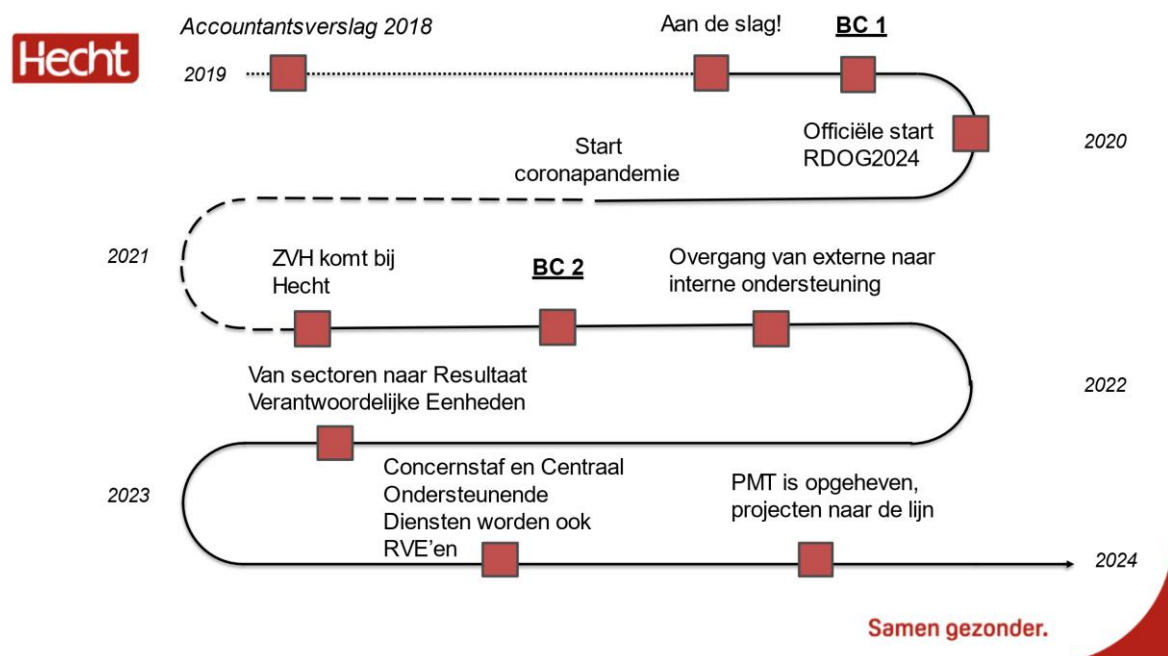 Hecht
Accountantsverslag 2018
Aan de slag!
BC 1
2019
Officiële start
RDOG2024
2020
Start
coronapandemie
2021
ZVH komt bij
Hecht
BC 2
Overgang van externe naar
interne ondersteuning
Van sectoren naar Resultaat
Verantwoordelijke Eenheden
2022
2023
Concernstaf en Centraal
Ondersteunende
Diensten worden ook
RVE'en
PMT is opgeheven,
projecten naar de lijn
2024
Samen gezonder.